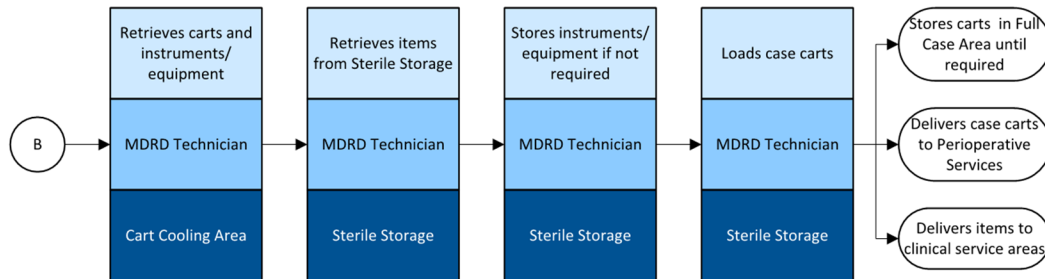 B
Retrieves carts and
instruments/
equipment
MDRD Technician
Cart Cooling Area
Retrieves items
from Sterile Storage
MDRD Technician
Sterile Storage
Stores instruments/
equipment if not
required
MDRD Technician
Sterile Storage
Loads case carts
MDRD Technician
Sterile Storage
Stores carts in Full
Case Area until
required
Delivers case carts
to Perioperative
Services
Delivers items to
clinical service areas